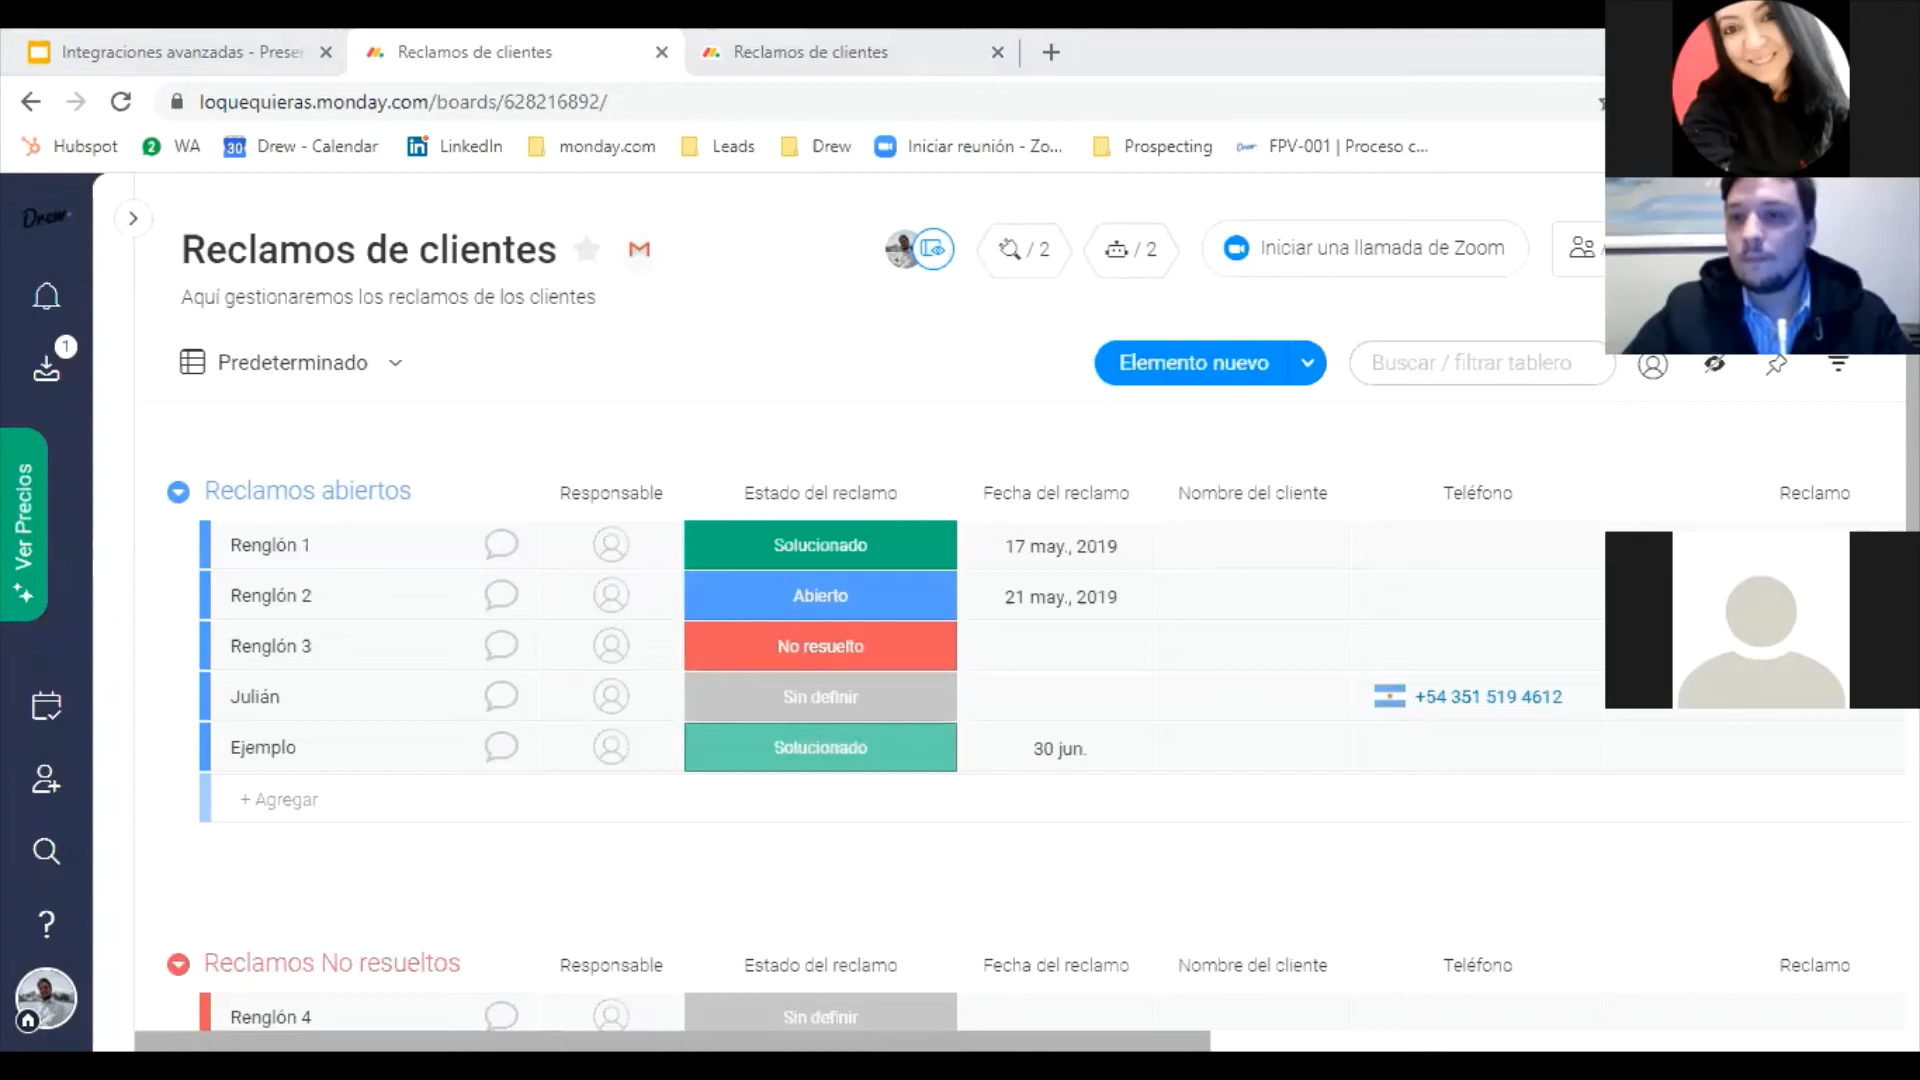 Integraciones avanzadas - Prese
Reclamos de clientes
Reclamos de clientes
loquequieras.monday.com/boards/628216892/
Hubspot
2 WA
30 Drew - Calendar
in LinkedIn
monday.com
Leads
Drew
Iniciar reunión - Zo...
Prospecting
FPV-001 | Proceso c...
Drew
Reclamos de clientes
/ 2
/ 2
Iniciar una llamada de Zoom
Aquí gestionaremos los reclamos de los clientes
1
Predeterminado
Elemento nuevo
Buscar / filtrar tablero
Ver Precios
Reclamos abiertos Responsable Estado del reclamo Fecha del reclamo Nombre del cliente Teléfono Reclamo
Renglón 1 Solucionado 17 may., 2019
Renglón 2 Abierto 21 may., 2019
Renglón 3 No resuelto
Julián Sin definir +54 351 519 4612
Ejemplo Solucionado 30 jun.
+ Agregar
?
Reclamos No resueltos Responsable Estado del reclamo Fecha del reclamo Nombre del cliente Teléfono Reclamo
Renglón 4 Sin definir